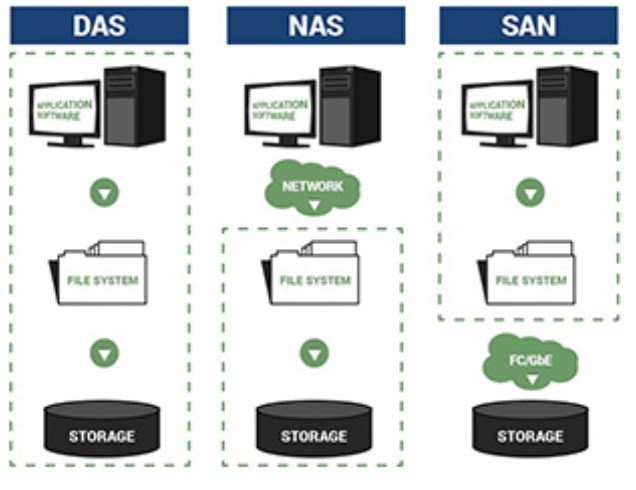 DAS
APPLICATION
SOFTWARE
FILE SYSTEM
STORAGE
NAS
APPLICATION
SOFTWARE
NETWORK
FILE SYSTEM
STORAGE
SAN
APPLICATION
SOFTWARE
FILE SYSTEM
FC/GbE
STORAGE